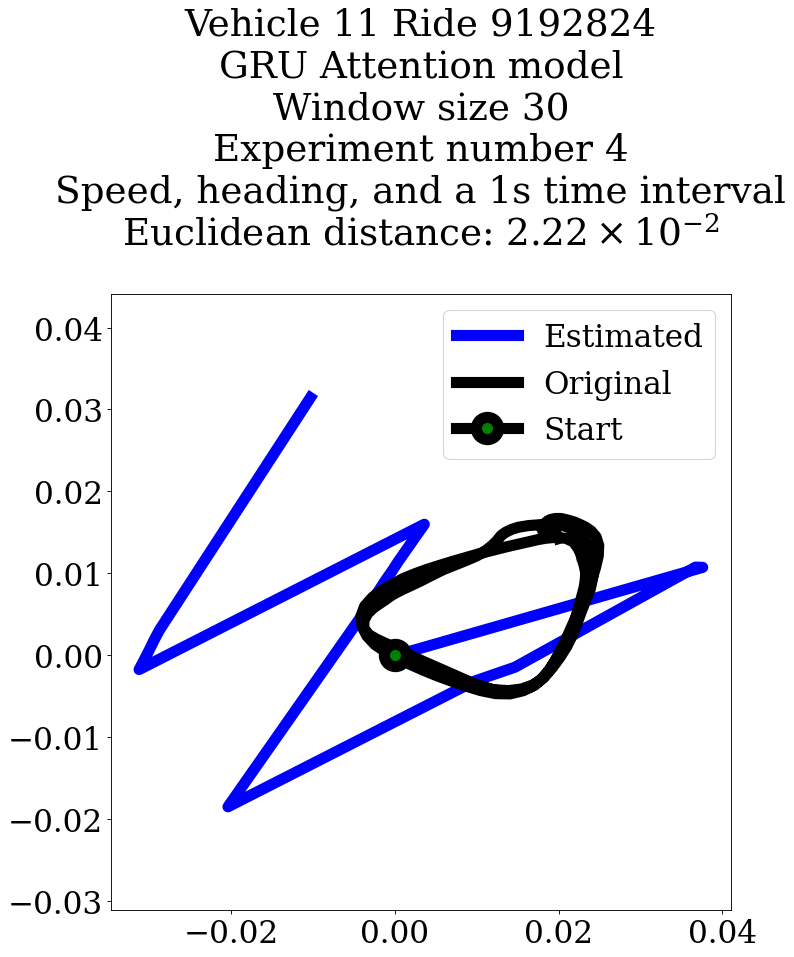 Vehicle 11 Ride 9192824
GRU Attention model
Window size 30
Experiment number 4
Speed, heading, and a 1s time interval
Euclidean distance: 2.22 × 10⁻²
Estimated
Original
Start
0.04
0.03
0.02
0.01
0.00
−0.01
−0.02
−0.03
−0.02
0.00
0.02
0.04